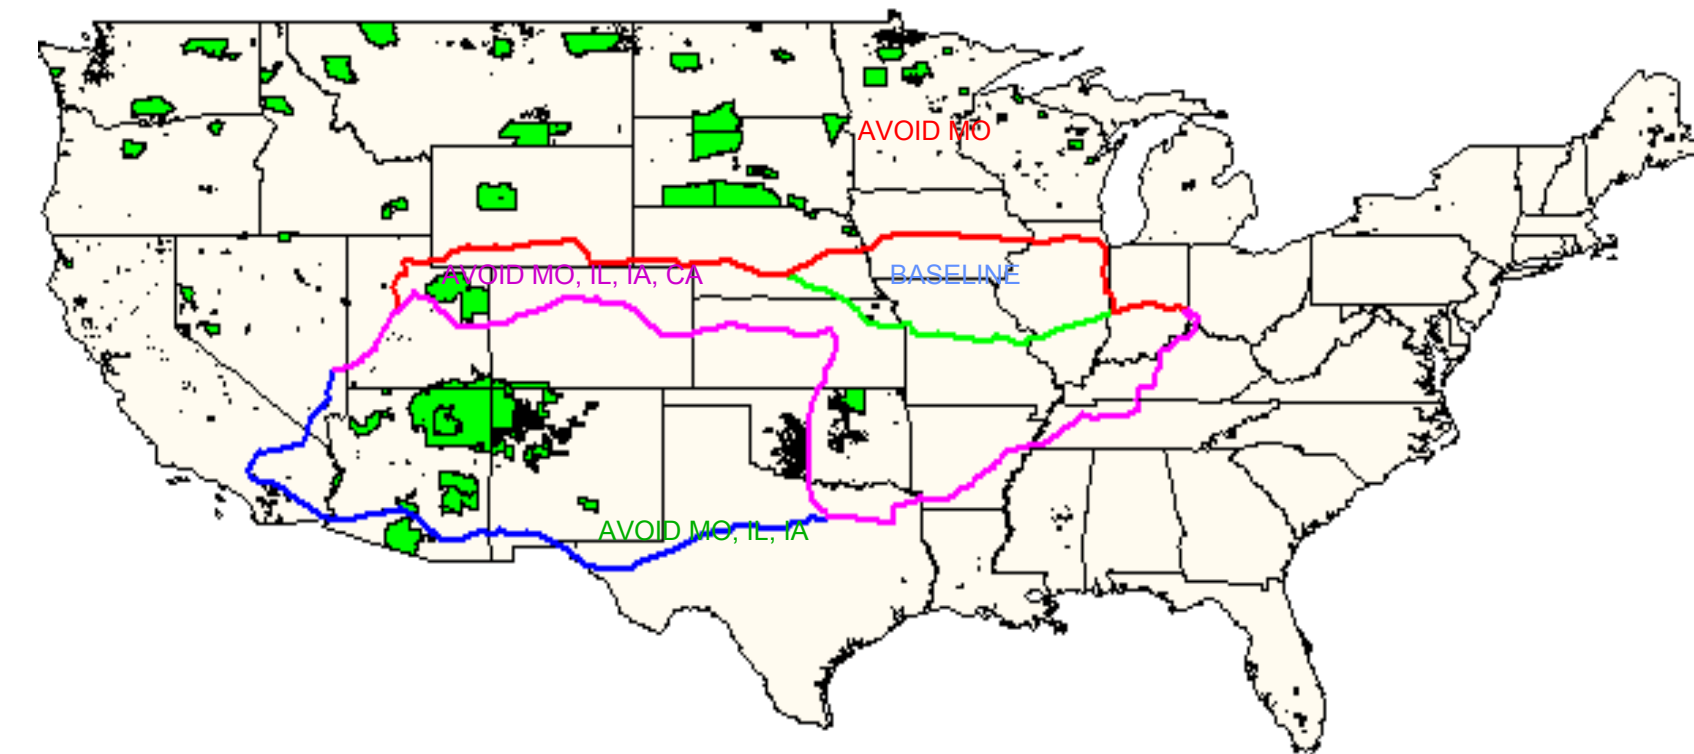 AVOID MO
AVOID MO, IL, IA, CA
BASELINE
AVOID MO, IL, IA